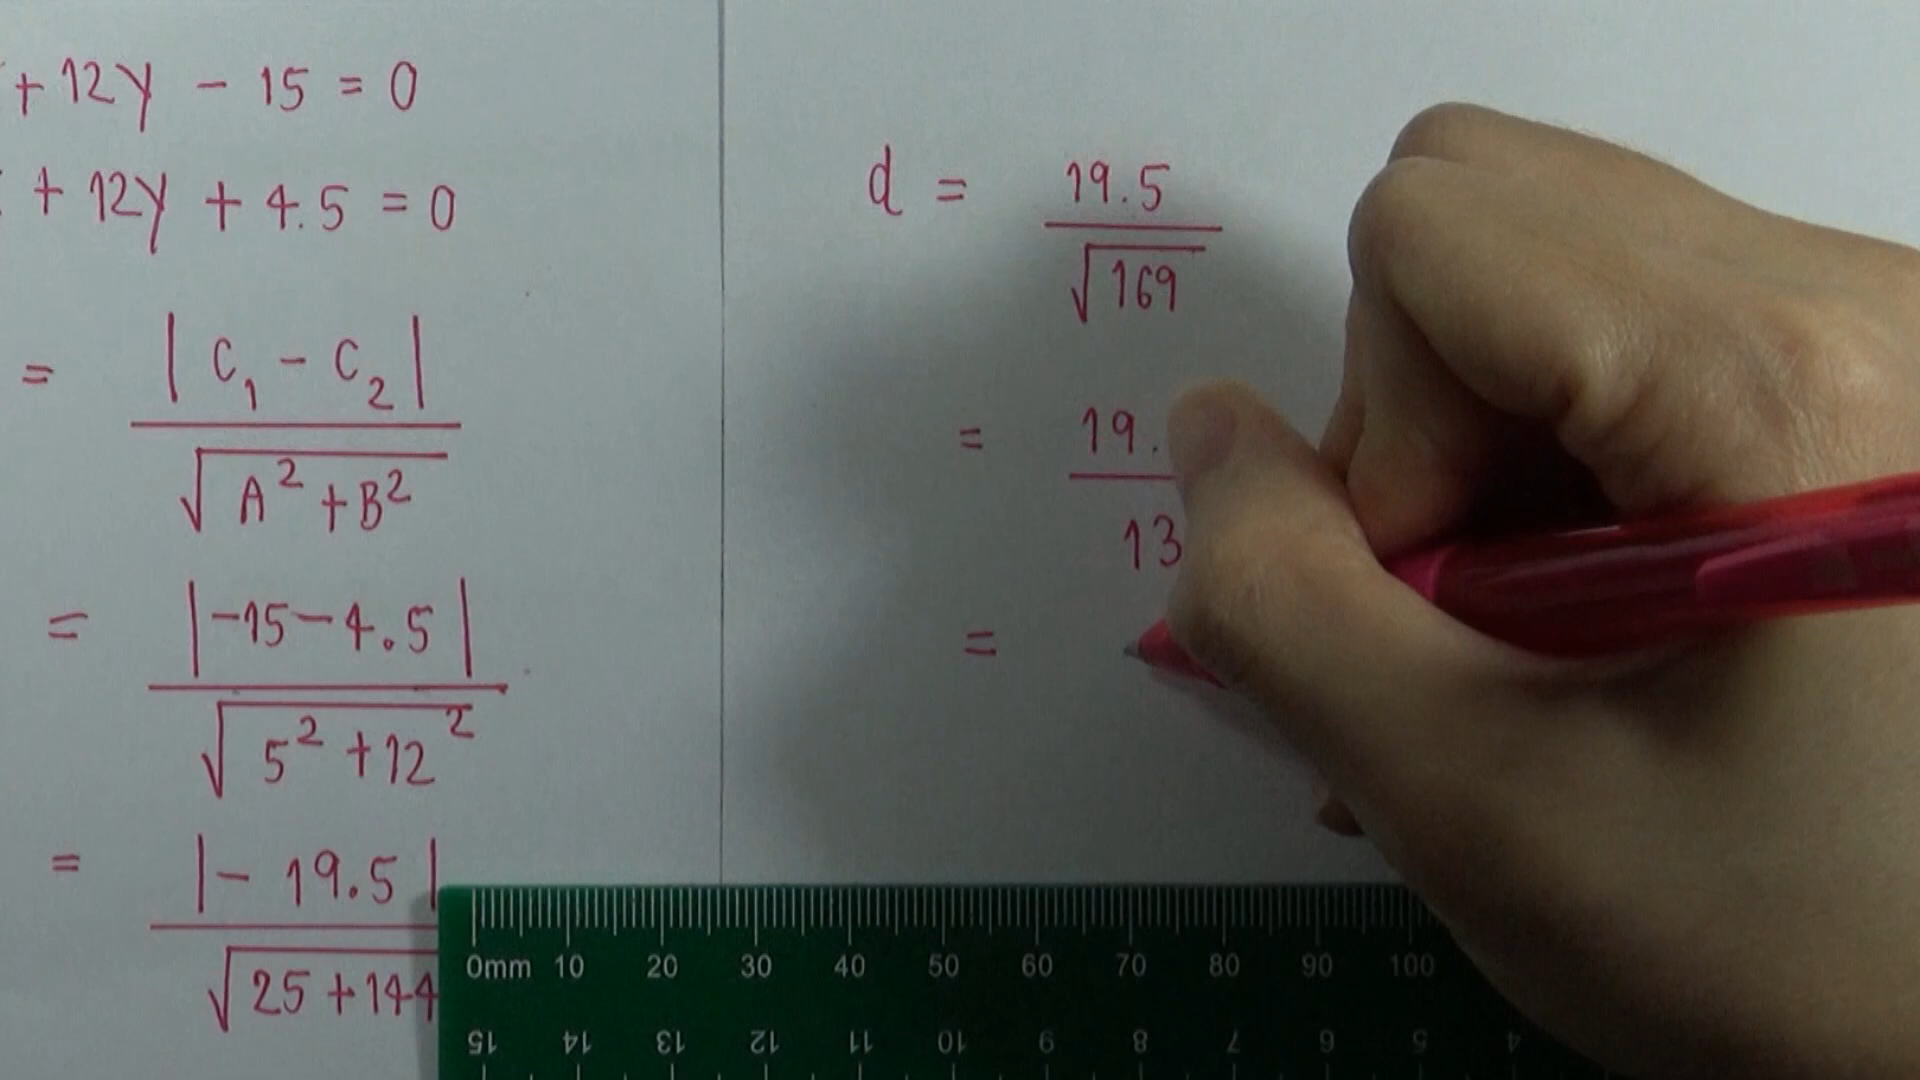 + 12y - 15 = 0
+ 12y + 4.5 = 0
= |C₁ - C₂| / √(A² + B²)
= |-15 - 4.5| / √(5² + 12²)
= |- 19.5| / √(25 + 144
d = 19.5 / √169
= 19. / 13
=
0mm 10 20 30 40 50 60 70 80 90 100
15 14 13 12 11 10 9 8 7 6 5 4